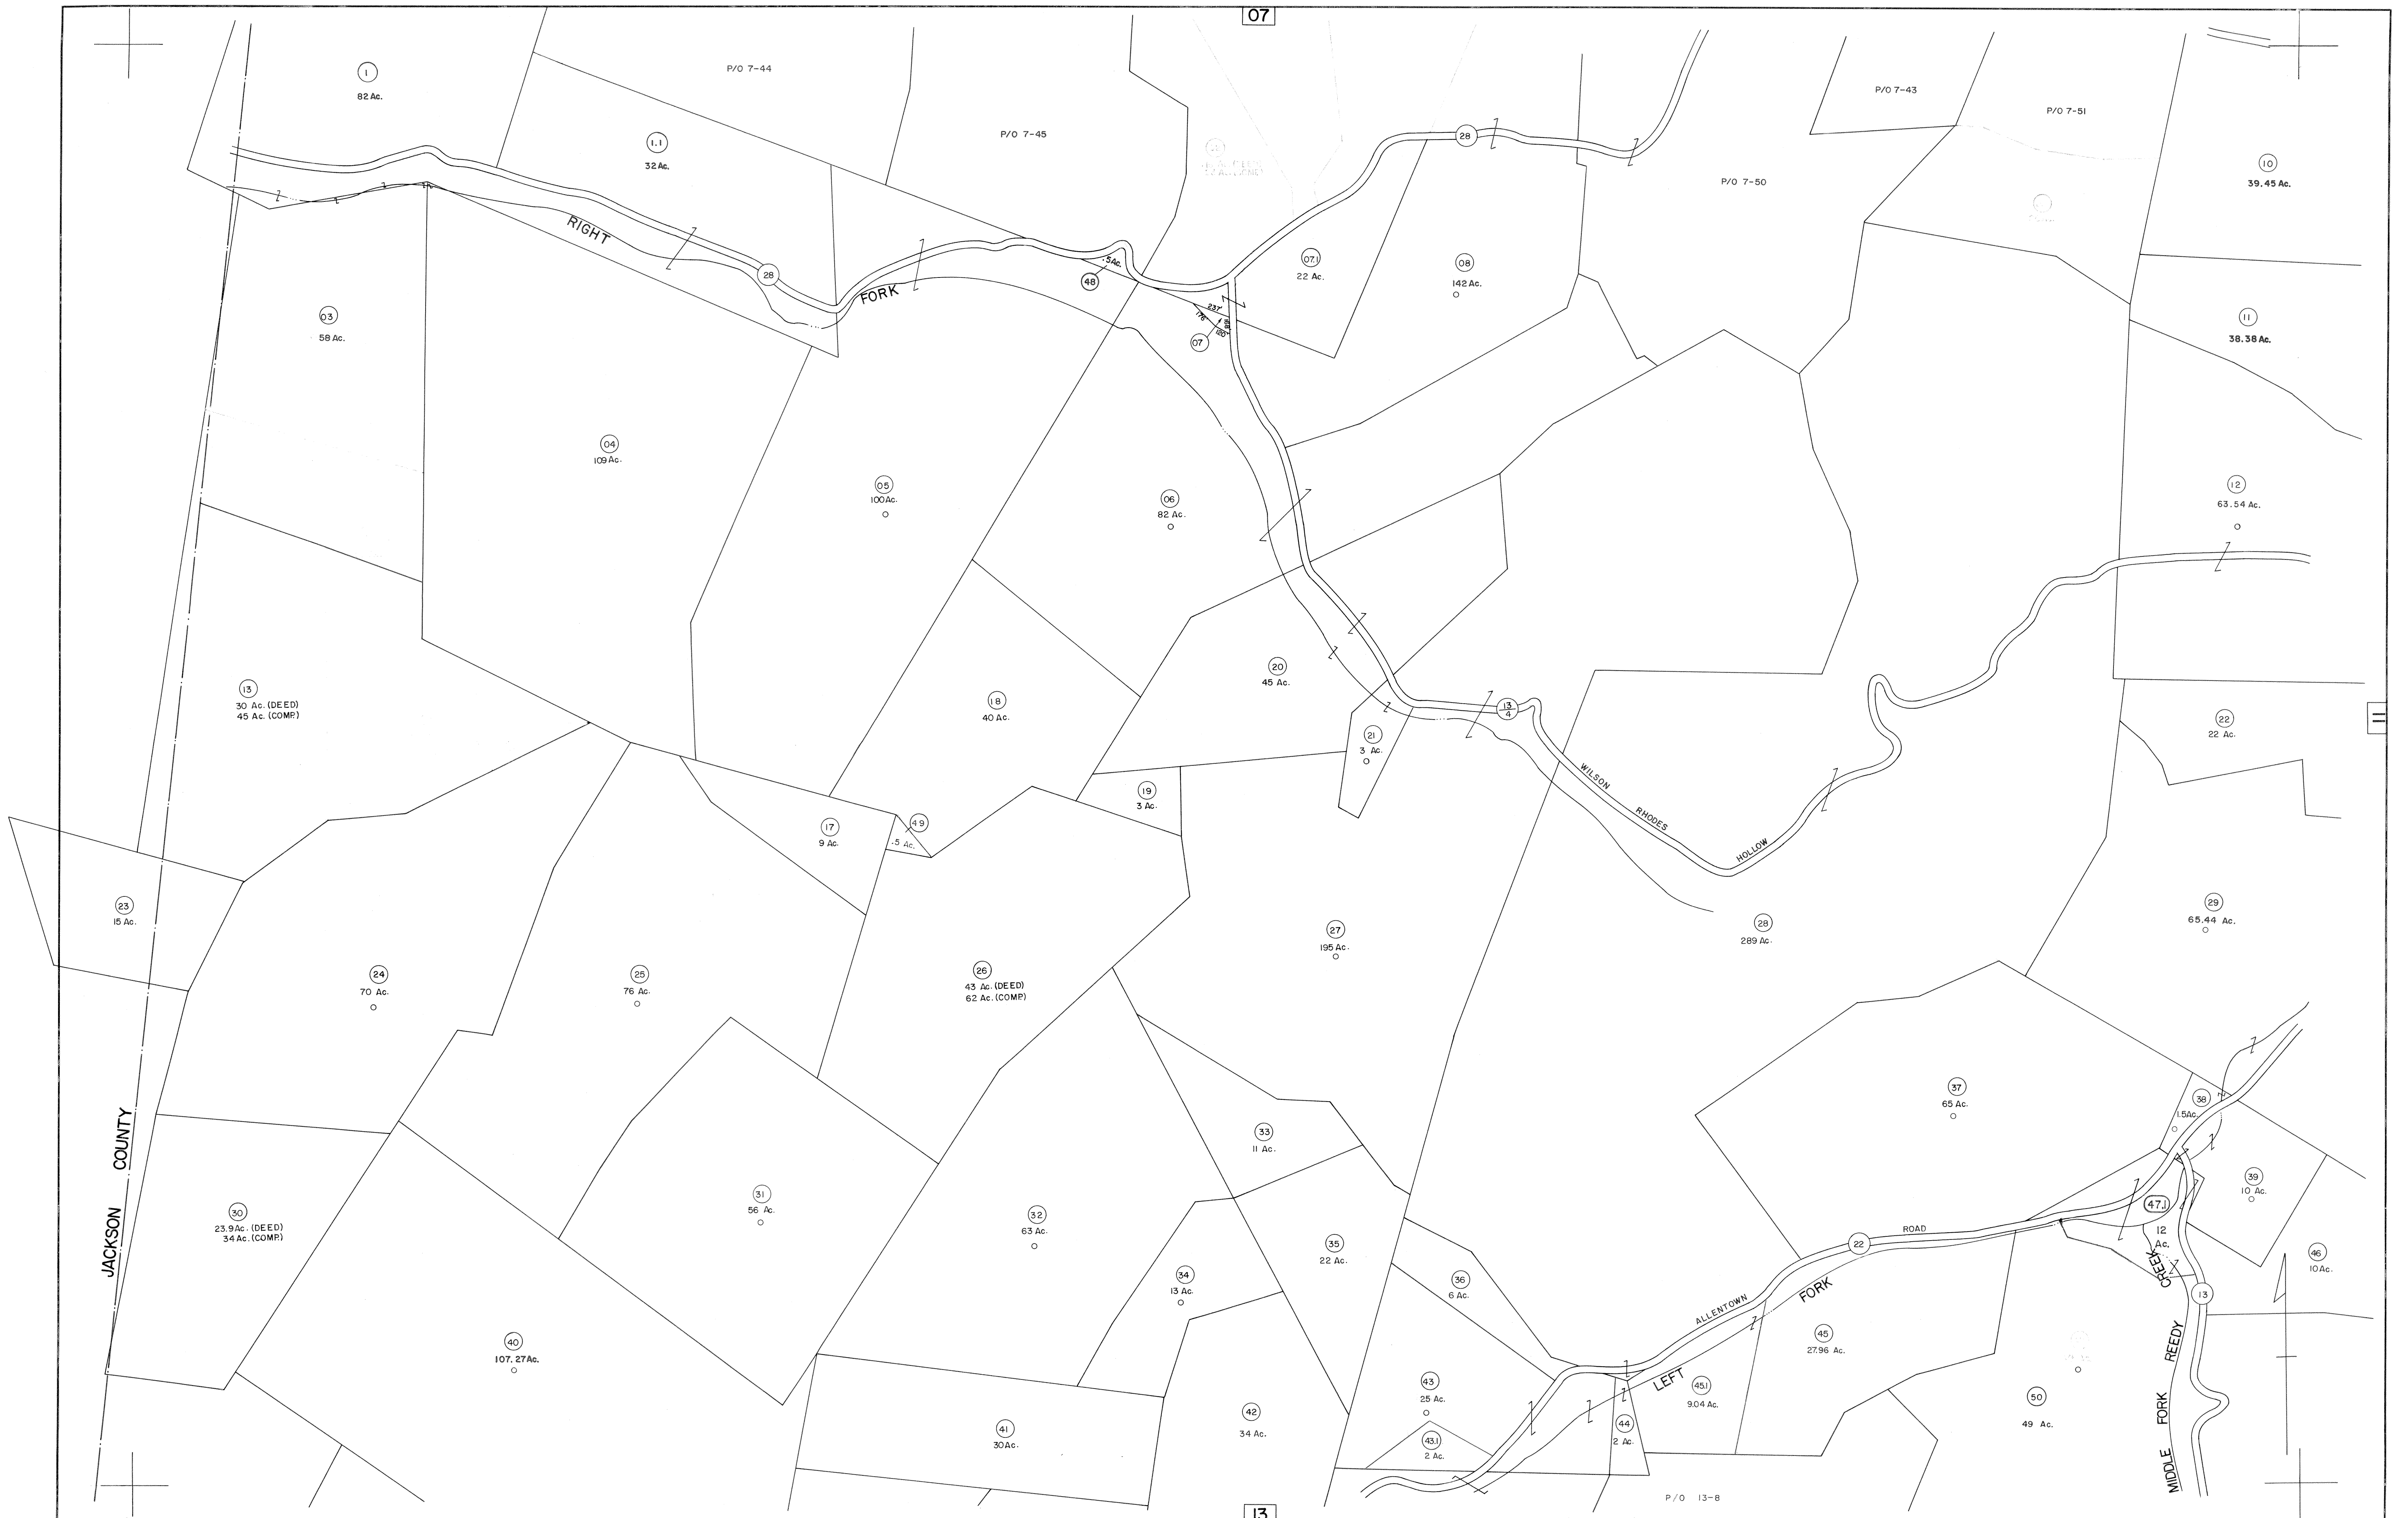 07
1
82 Ac.
P/O 7-44
1.1
32 Ac.
P/O 7-45
28
P/O 7-43
P/O 7-51
P/O 7-50
10
39.45 Ac.
RIGHT
FORK
28
.5 Ac.
48
07.1
22 Ac.
08
142 Ac.
237'
176'
168'
120'
07
03
58 Ac.
11
38.38 Ac.
04
109 Ac.
05
100 Ac.
06
82 Ac.
12
63.54 Ac.
13
30 Ac. (DEED)
45 Ac. (COMP.)
18
40 Ac.
20
45 Ac.
21
3 Ac.
13
4
22
22 Ac.
11
WILSON
RHODES
HOLLOW
19
3 Ac.
17
9 Ac.
49
.5 Ac.
23
15 Ac.
24
70 Ac.
25
76 Ac.
26
43 Ac. (DEED)
62 Ac. (COMP.)
27
195 Ac.
28
289 Ac.
29
65.44 Ac.
37
65 Ac.
38
1.5 Ac.
33
11 Ac.
39
10 Ac.
JACKSON COUNTY
30
23.9 Ac. (DEED)
34 Ac. (COMP.)
31
56 Ac.
32
63 Ac.
34
13 Ac.
35
22 Ac.
36
6 Ac.
ALLENTOWN
22
ROAD
LEFT
FORK
47.1
12
Ac.
46
10 Ac.
13
MIDDLE FORK REEDY CREEK
40
107.27 Ac.
45
27.96 Ac.
45.1
9.04 Ac.
43
25 Ac.
43.1
2 Ac.
44
2 Ac.
50
49 Ac.
41
30 Ac.
42
34 Ac.
P/O 13-8
13